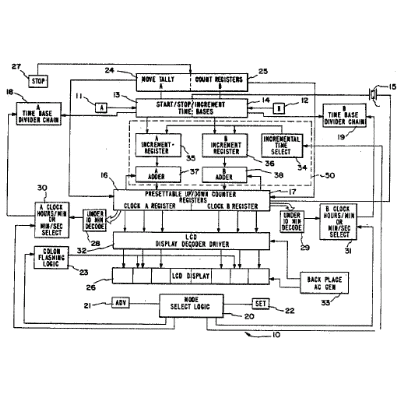 27
STOP
24
MOVE TALLY
A
COUNT REGISTERS
B
25
15
18
A
TIME BASE
DIVIDER CHAIN
11
A
13
START/STOP/INCREMENT
TIME BASES
14
B
12
B
TIME BASE
DIVIDER CHAIN
19
A
INCREMENT-
REGISTER
35
B
INCREMENT
REGISTER
36
INCREMENTAL
TIME
SELECT
34
A
ADDER
37
B
ADDER
38
50
16
PRESETTABLE UP/DOWN COUNTER
REGISTERS
CLOCK A REGISTER
CLOCK B REGISTER
17
30
A CLOCK
HOURS/MIN
OR
MIN/SEC
SELECT
UNDER
10 MIN
DECODE
28
UNDER
10 MIN
DECODE
29
B CLOCK
HOURS/MIN
OR
MIN/SEC
SELECT
31
32
LCD
DISPLAY DECODER DRIVER
COLON
FLASHING
LOGIC
23
26
LCD DISPLAY
BACK PLACE
AC GEN
33
21
ADV
MODE
SELECT LOGIC
20
SET
22
10